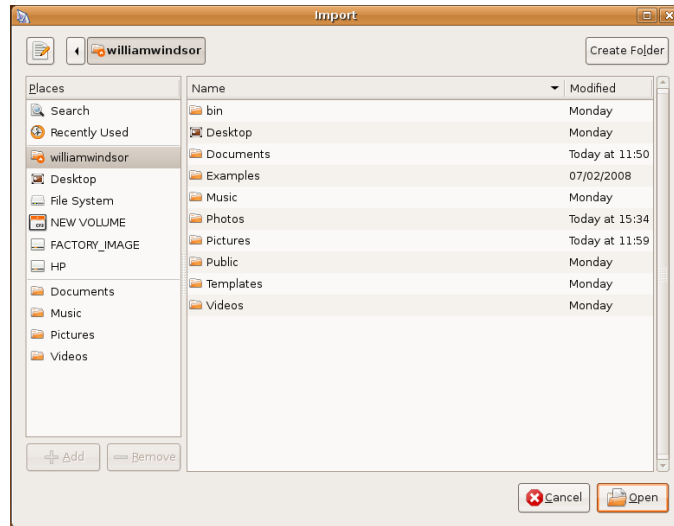 Import
williamwindsor
Create Folder
Places
Search
Recently Used
williamwindsor
Desktop
File System
NEW VOLUME
FACTORY_IMAGE
HP
Documents
Music
Pictures
Videos
Add
Remove
Name Modified
bin Monday
Desktop Monday
Documents Today at 11:50
Examples 07/02/2008
Music Monday
Photos Today at 15:34
Pictures Today at 11:59
Public Monday
Templates Monday
Videos Monday
Cancel
Open